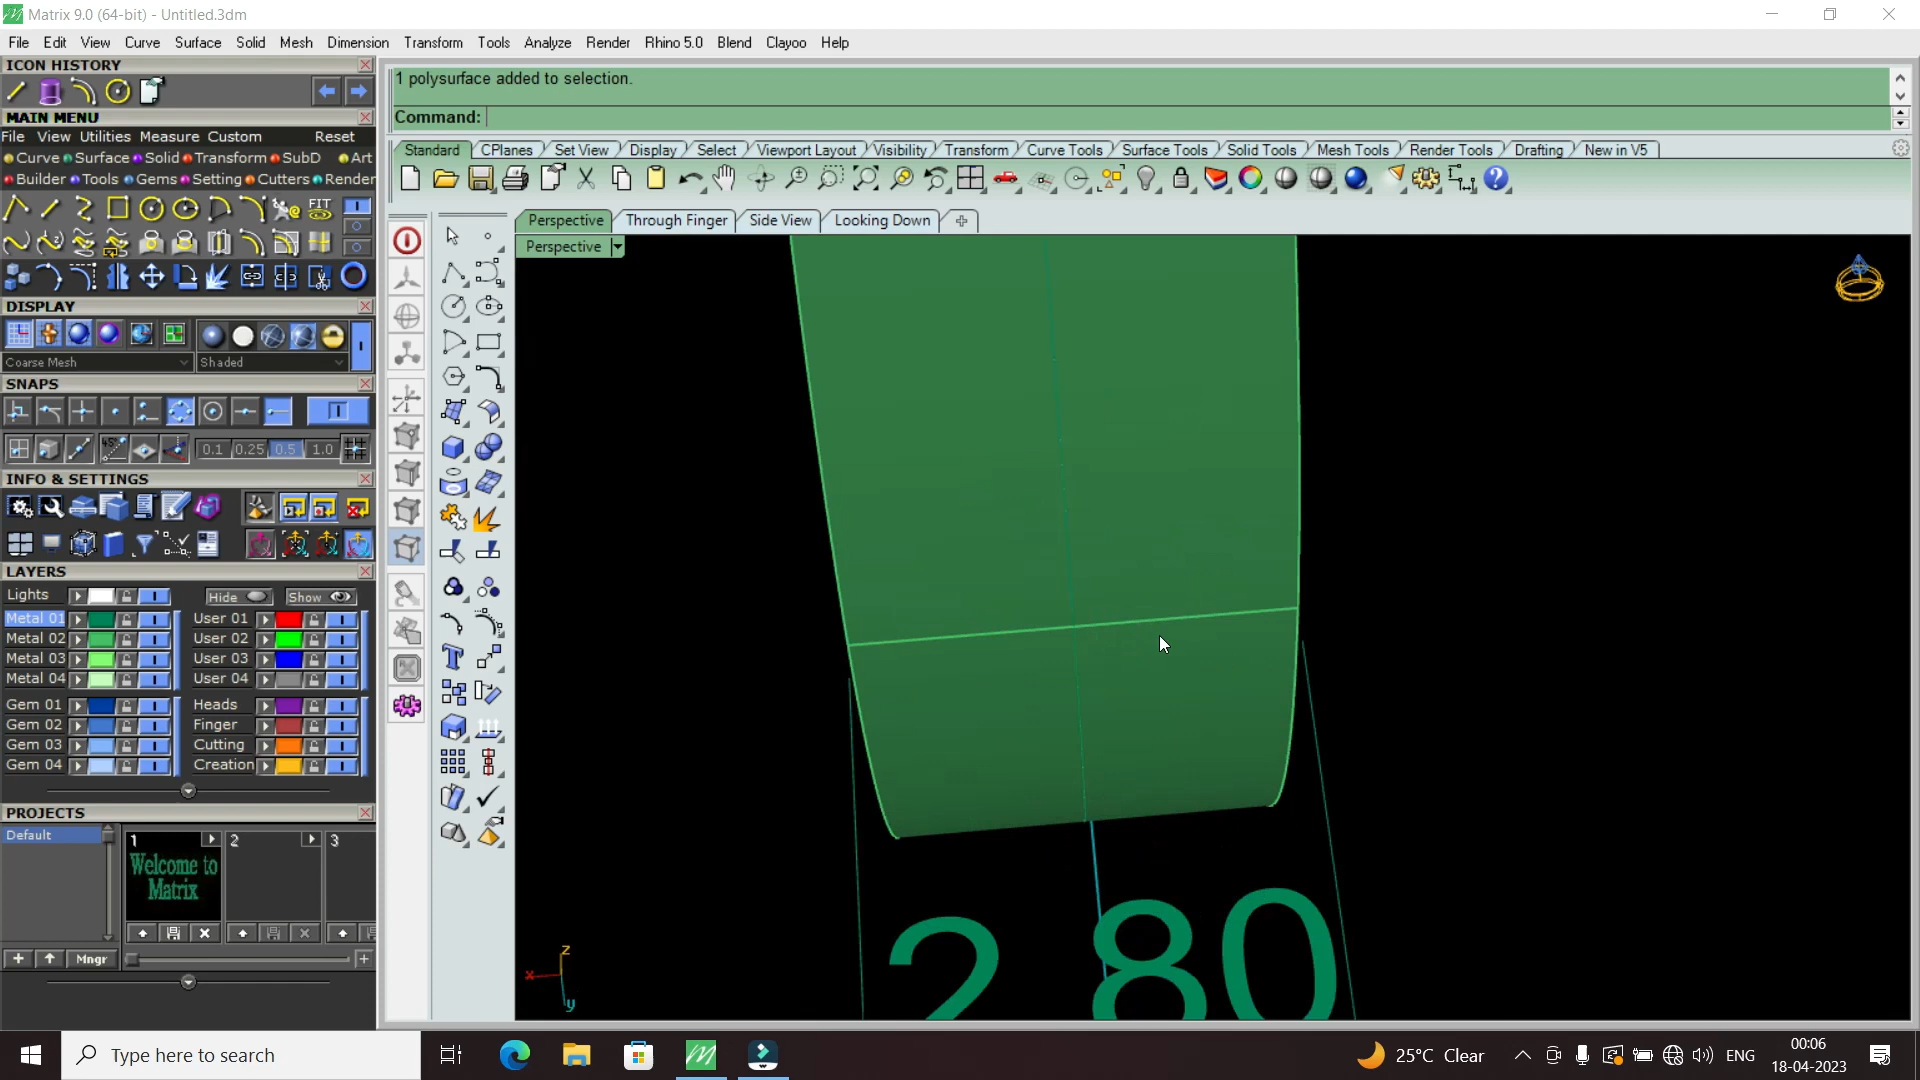 Matrix 9.0 (64-bit) - Untitled.3dm
File Edit View Curve Surface Solid Mesh Dimension Transform Tools Analyze Render Rhino 5.0 Blend Clayoo Help
ICON HISTORY
1 polysurface added to selection.
Command:
MAIN MENU
File View Utilities Measure Custom Reset
Curve Surface Solid Transform SubD Art
Builder Tools Gems Setting Cutters Render
Standard CPlanes Set View Display Select Viewport Layout Visibility Transform Curve Tools Surface Tools Solid Tools Mesh Tools Render Tools Drafting New in V5
FIT
Perspective Through Finger Side View Looking Down
Perspective
DISPLAY
Coarse Mesh Shaded
SNAPS
0.1 0.25 0.5 1.0
INFO & SETTINGS
LAYERS
Lights Hide Show
Metal 01 User 01
Metal 02 User 02
Metal 03 User 03
Metal 04 User 04
Gem 01 Heads
Gem 02 Finger
Gem 03 Cutting
Gem 04 Creation
PROJECTS
Default 1 2 3
Welcome to
Matrix
Mngr
2.80
z
x
y
Type here to search
25°C Clear
ENG
00:06
18-04-2023